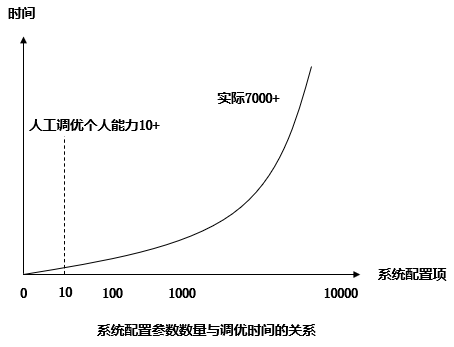 时间
实际7000+
人工调优个人能力10+
系统配置项
0 10 100 1000 10000
系统配置参数数量与调优时间的关系